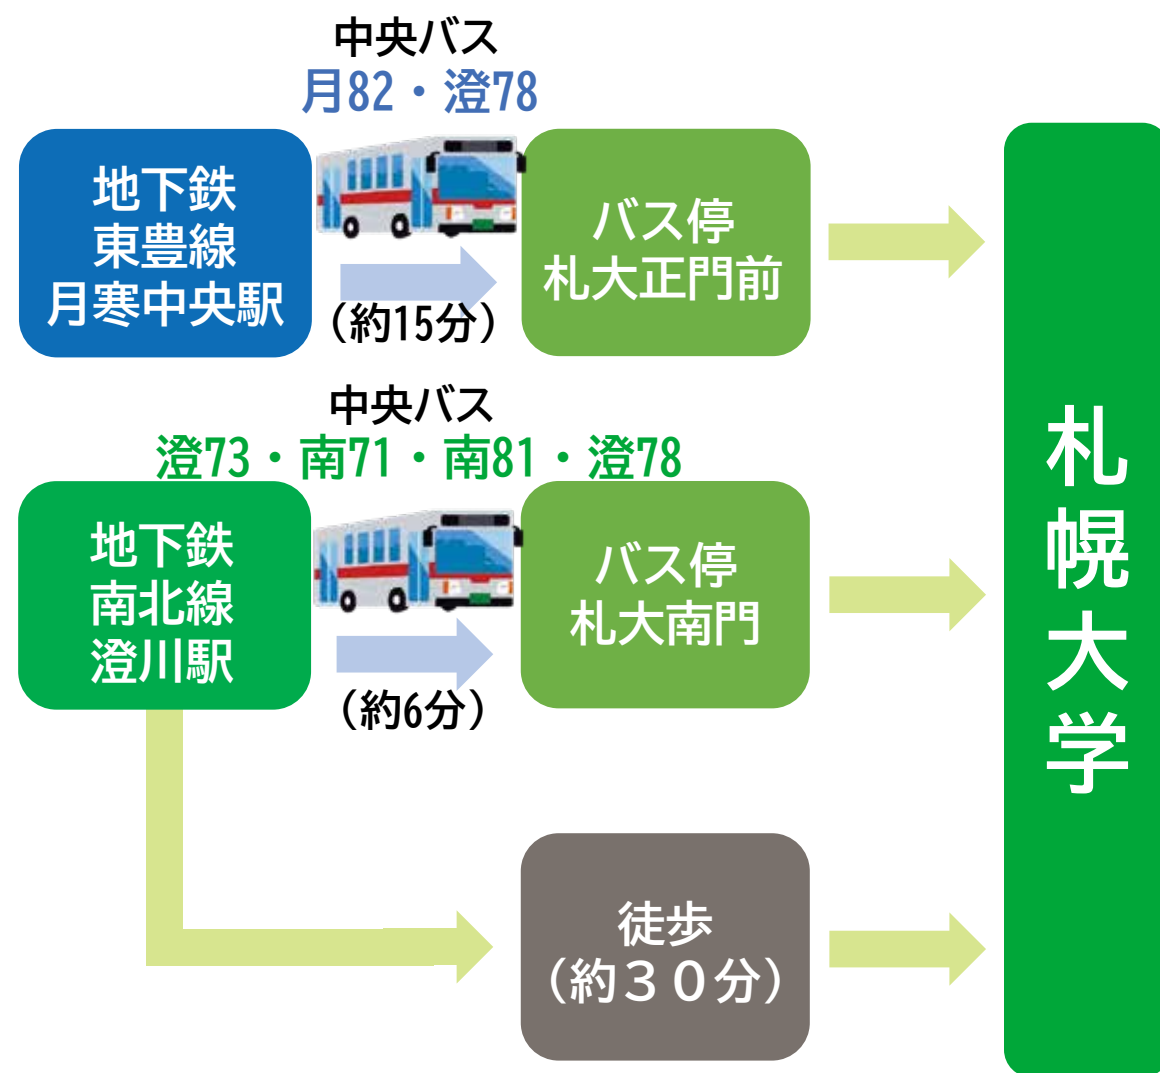 中央バス
月82・澄78
地下鉄
東豊線
月寒中央駅
（約15分）
バス停
札大正門前
中央バス
澄73・南71・南81・澄78
地下鉄
南北線
澄川駅
（約6分）
バス停
札大南門
徒歩
（約３０分）
札幌大学